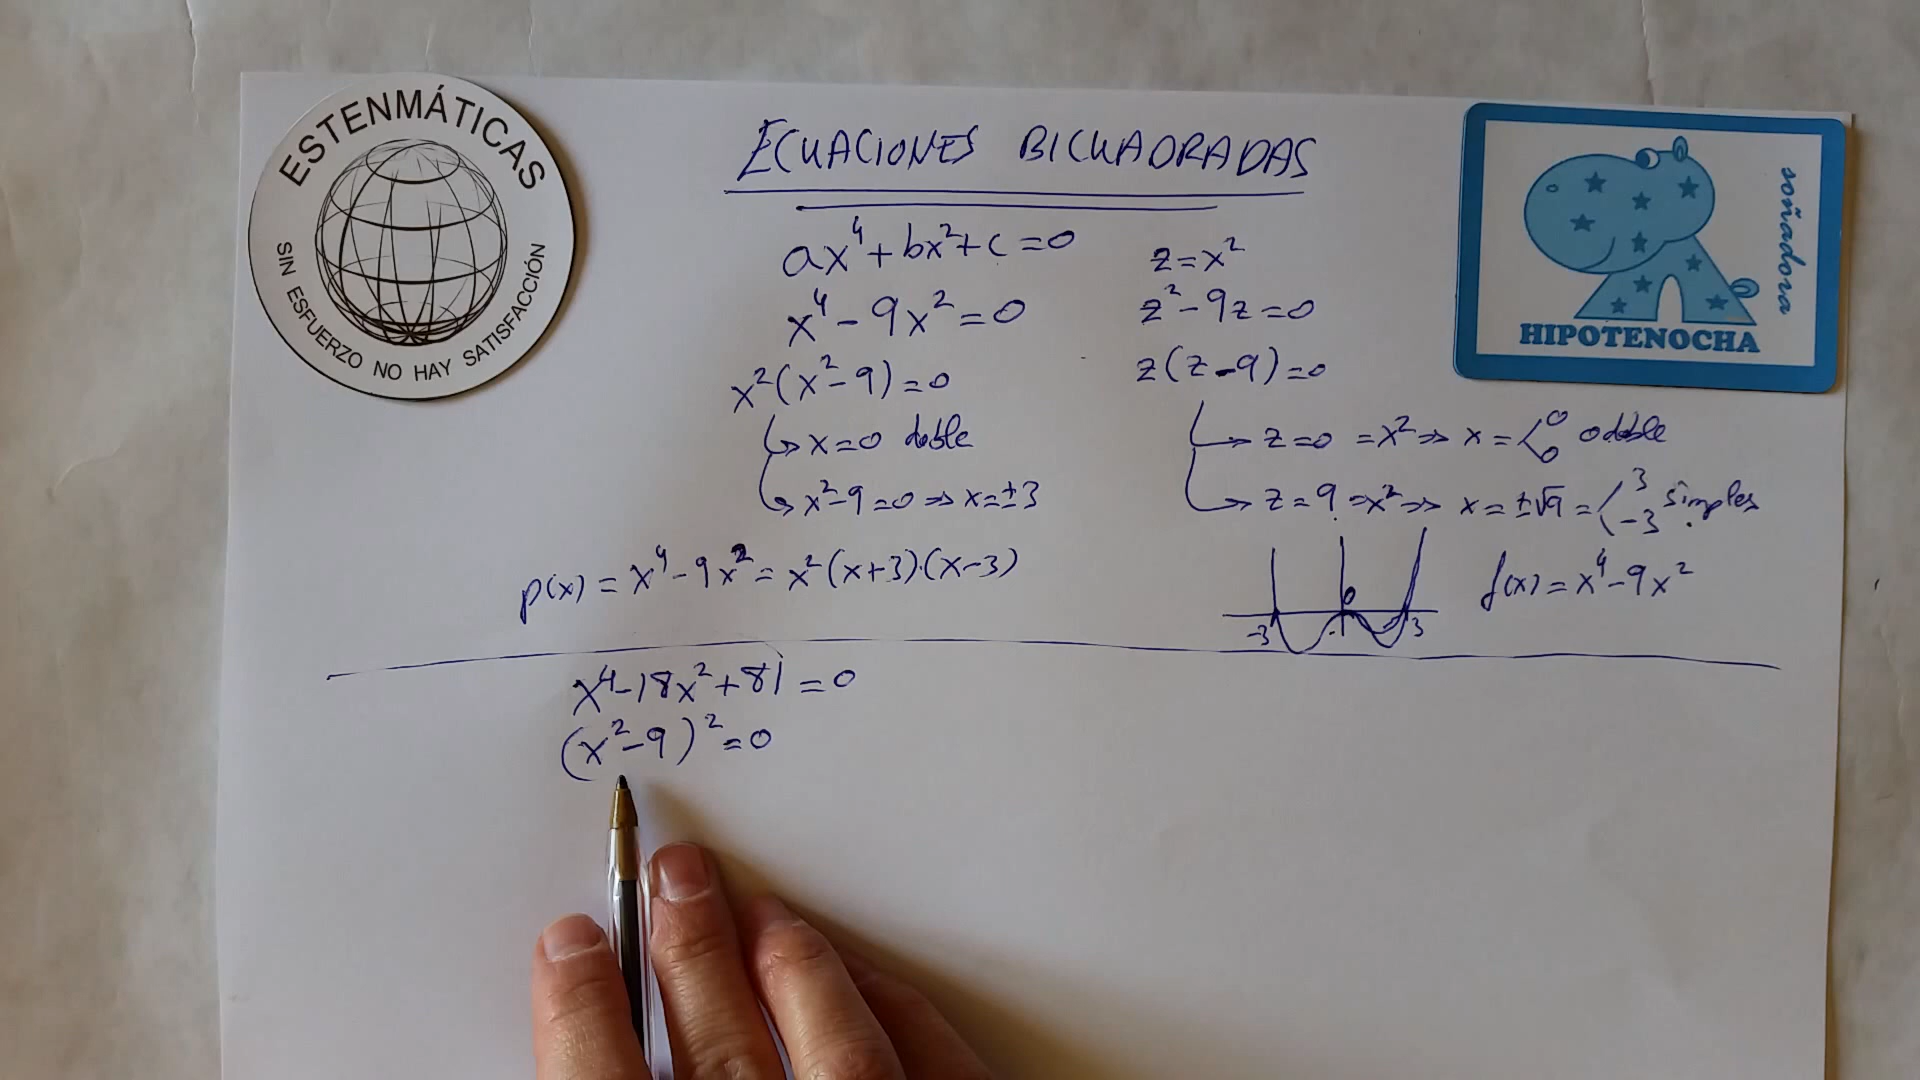 ESTENMÁTICAS
SIN ESFUERZO NO HAY SATISFACCIÓN
ECUACIONES BICUADRADAS
soñadora
HIPOTENOCHA
ax⁴+bx²+c=0
x⁴-9x²=0
x²(x²-9)=0
x=0 doble
x²-9=0⇒x=±3
z=x²
z²-9z=0
z(z-9)=0
z=0=x²⇒x=<0 0 0 doble
z=9=x²⇒x=±√9=<3 -3 simples
p(x)=x⁴-9x²=x²(x+3)·(x-3)
-3 0 3
f(x)=x⁴-9x²
x⁴-18x²+81=0
(x²-9)²=0